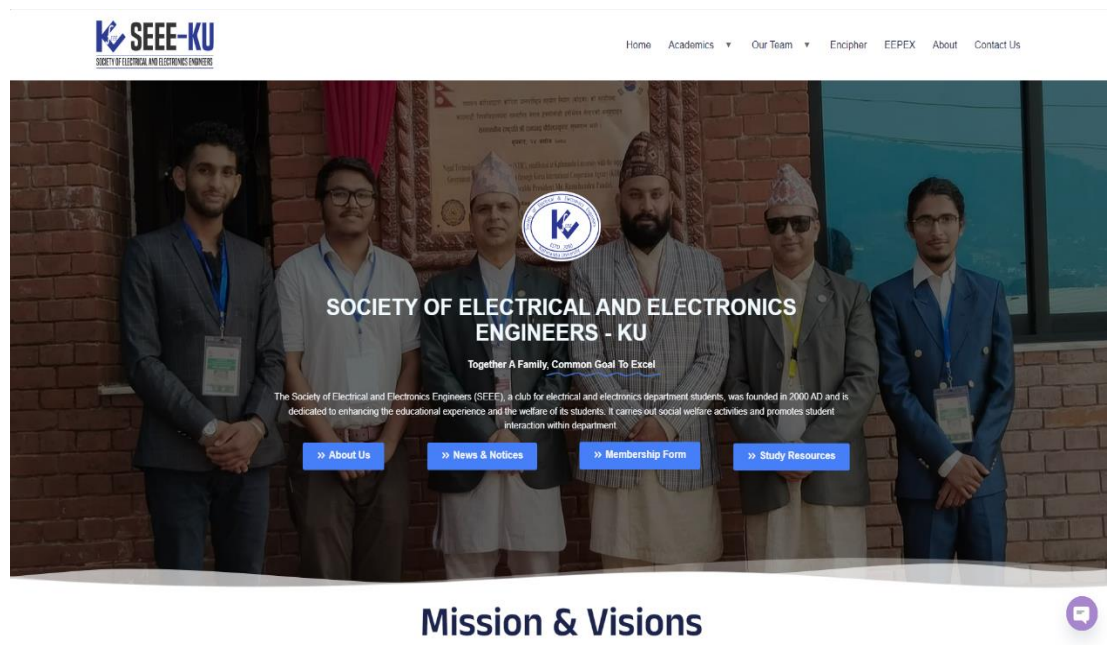 SEEE-KU
SOCIETY OF ELECTRICAL AND ELECTRONICS ENGINEERS
Home Academics ▼ Our Team ▼ Encipher EEPEX About Contact Us
SOCIETY OF ELECTRICAL AND ELECTRONICS
ENGINEERS - KU
Together A Family, Common Goal To Excel
The Society of Electrical and Electronics Engineers (SEEE), a club for electrical and electronics department students, was founded in 2000 AD and is
dedicated to enhancing the educational experience and the welfare of its students. It carries out social welfare activities and promotes student
interaction within department.
» About Us
» News & Notices
» Membership Form
» Study Resources
Mission & Visions